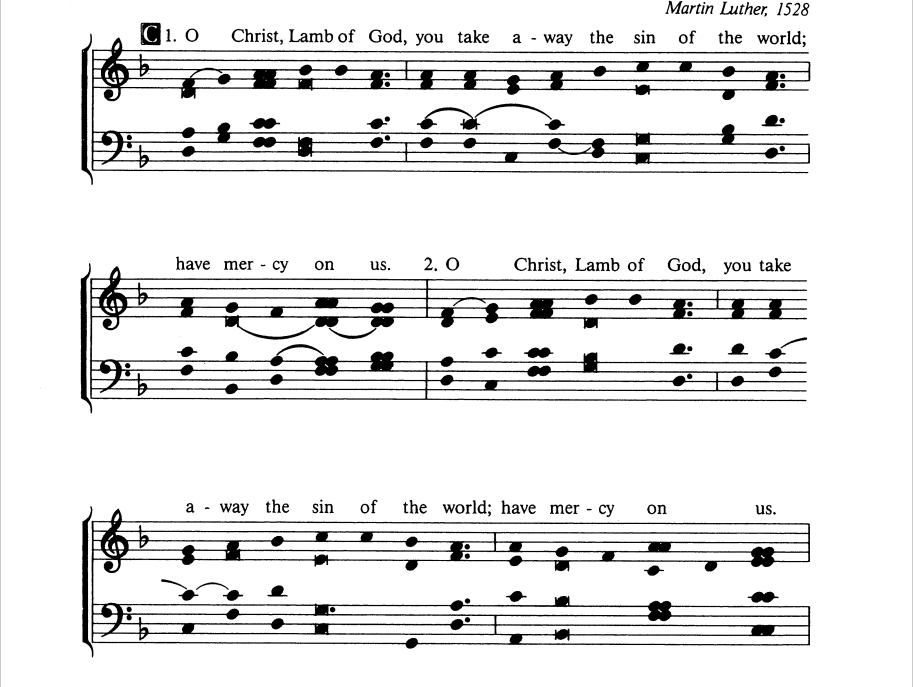 Martin Luther, 1528
C 1. O Christ, Lamb of God, you take a - way the sin of the world;
have mer - cy on us. 2. O Christ, Lamb of God, you take
a - way the sin of the world; have mer - cy on us.